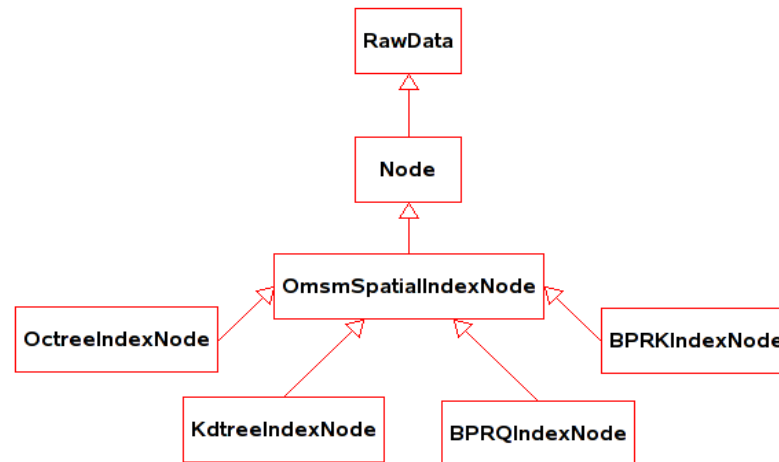 RawData
Node
OmsmSpatialIndexNode
OctreeIndexNode
BPRKIndexNode
KdtreeIndexNode
BPRQIndexNode